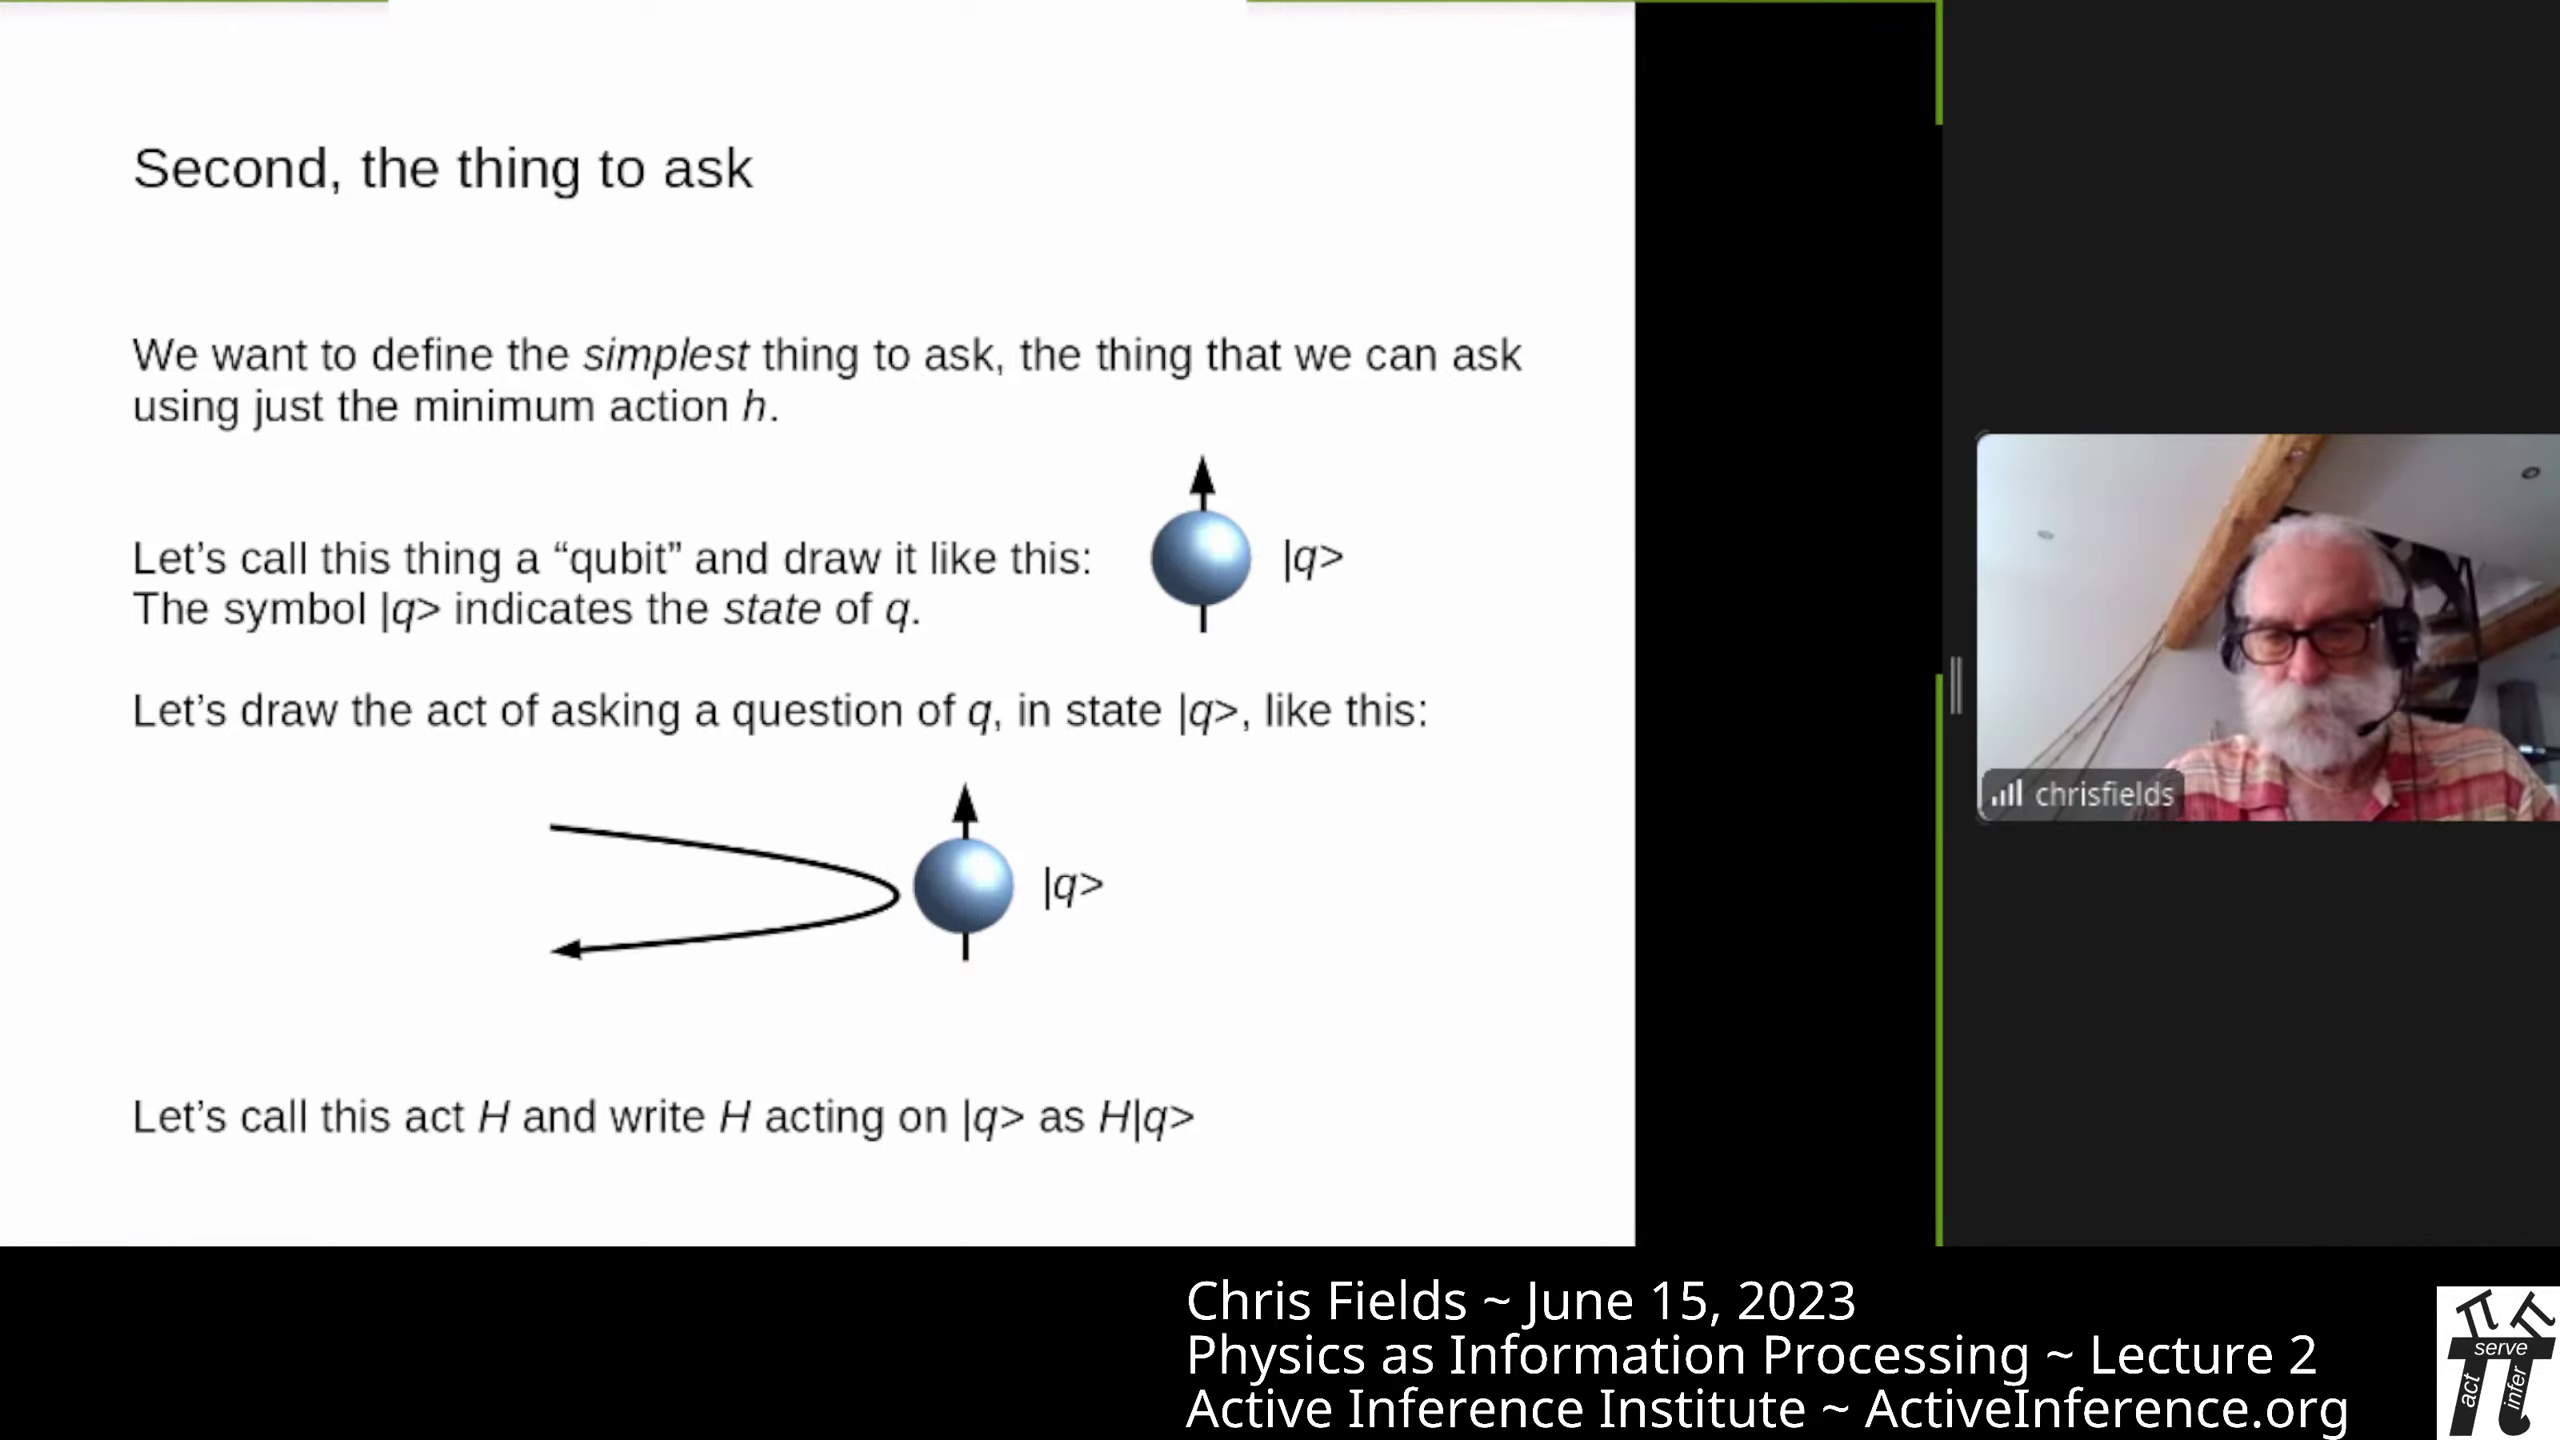 Second, the thing to ask
We want to define the simplest thing to ask, the thing that we can ask
using just the minimum action h.
Let’s call this thing a “qubit” and draw it like this:
|q>
The symbol |q> indicates the state of q.
Let’s draw the act of asking a question of q, in state |q>, like this:
|q>
Let’s call this act H and write H acting on |q> as H|q>
chrisfields
Chris Fields ~ June 15, 2023
Physics as Information Processing ~ Lecture 2
Active Inference Institute ~ ActiveInference.org
serve
act
infer